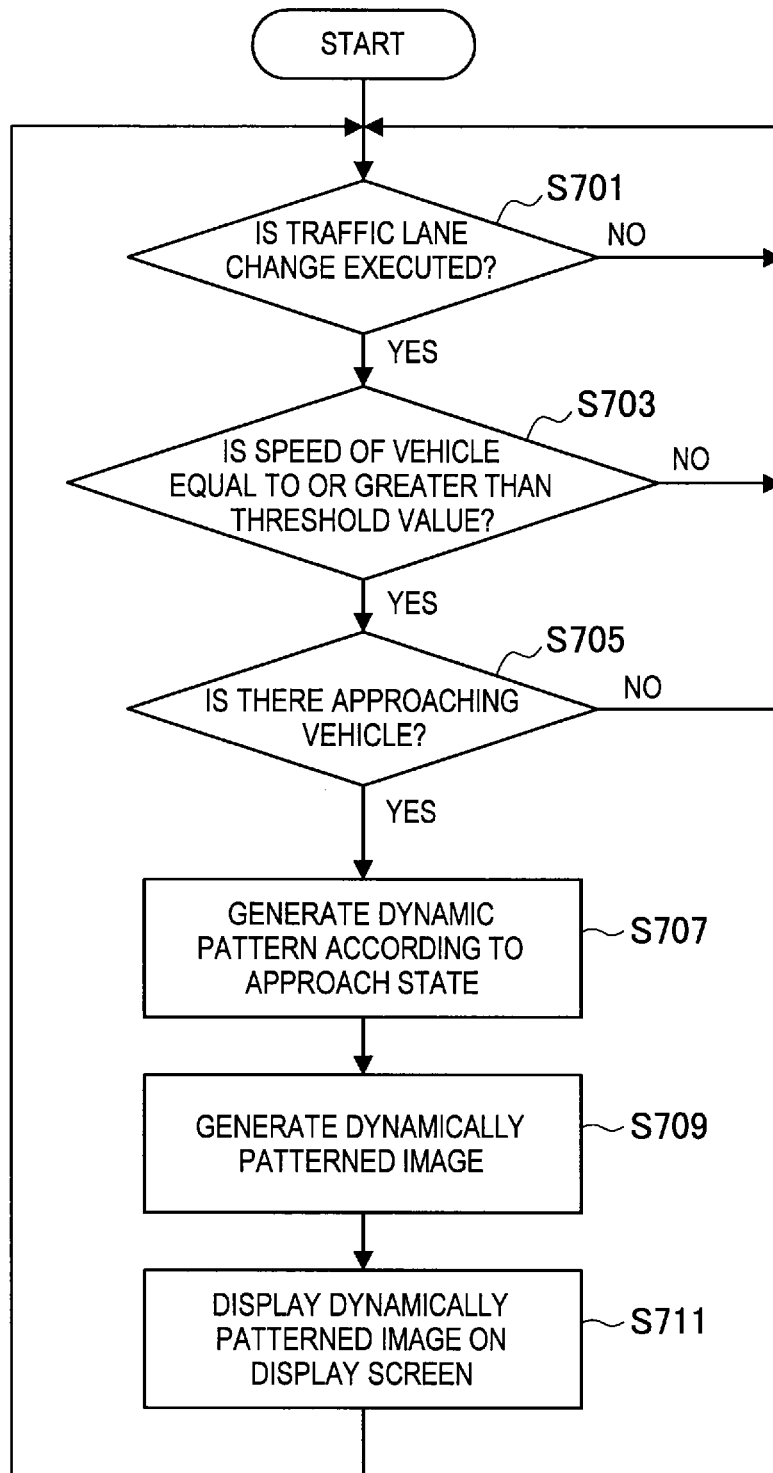 START
S701
IS TRAFFIC LANE
CHANGE EXECUTED?
NO
YES
S703
IS SPEED OF VEHICLE
EQUAL TO OR GREATER THAN
THRESHOLD VALUE?
NO
YES
S705
IS THERE APPROACHING
VEHICLE?
NO
YES
GENERATE DYNAMIC
PATTERN ACCORDING TO
APPROACH STATE
S707
GENERATE DYNAMICALLY
PATTERNED IMAGE
S709
DISPLAY DYNAMICALLY
PATTERNED IMAGE ON
DISPLAY SCREEN
S711